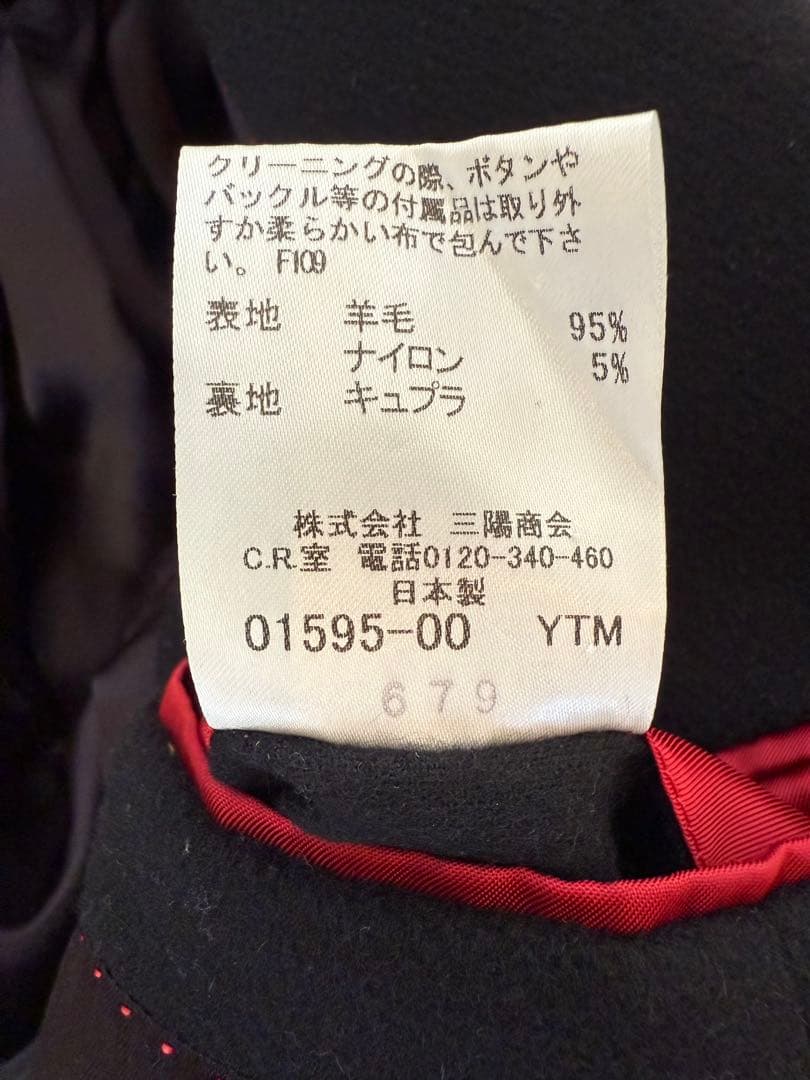 クリーニングの際、ボタンや
バックル等の付属品は取り外
すか柔らかい布で包んで下さ
い。 F109
表地 羊毛 95%
ナイロン 5%
裏地 キュプラ
株式会社 三陽商会
C.R.室 電話0120-340-460
日本製
01595-00 YTM
679